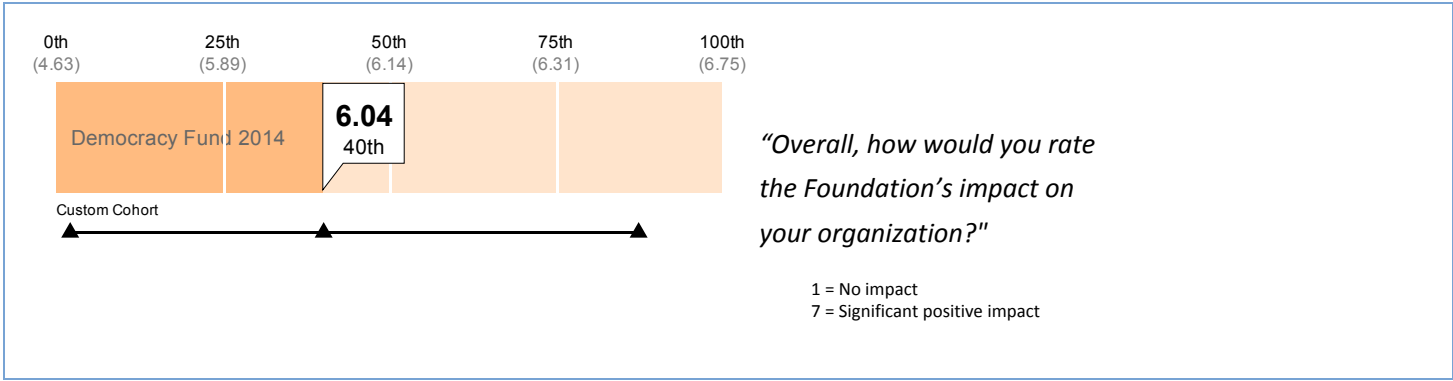 0th 25th 50th 75th 100th
(4.63) (5.89) (6.14) (6.31) (6.75)
6.04
Democracy Fund 2014
40th
Custom Cohort
“Overall, how would you rate
the Foundation’s impact on
your organization?"
1 = No impact
7 = Significant positive impact